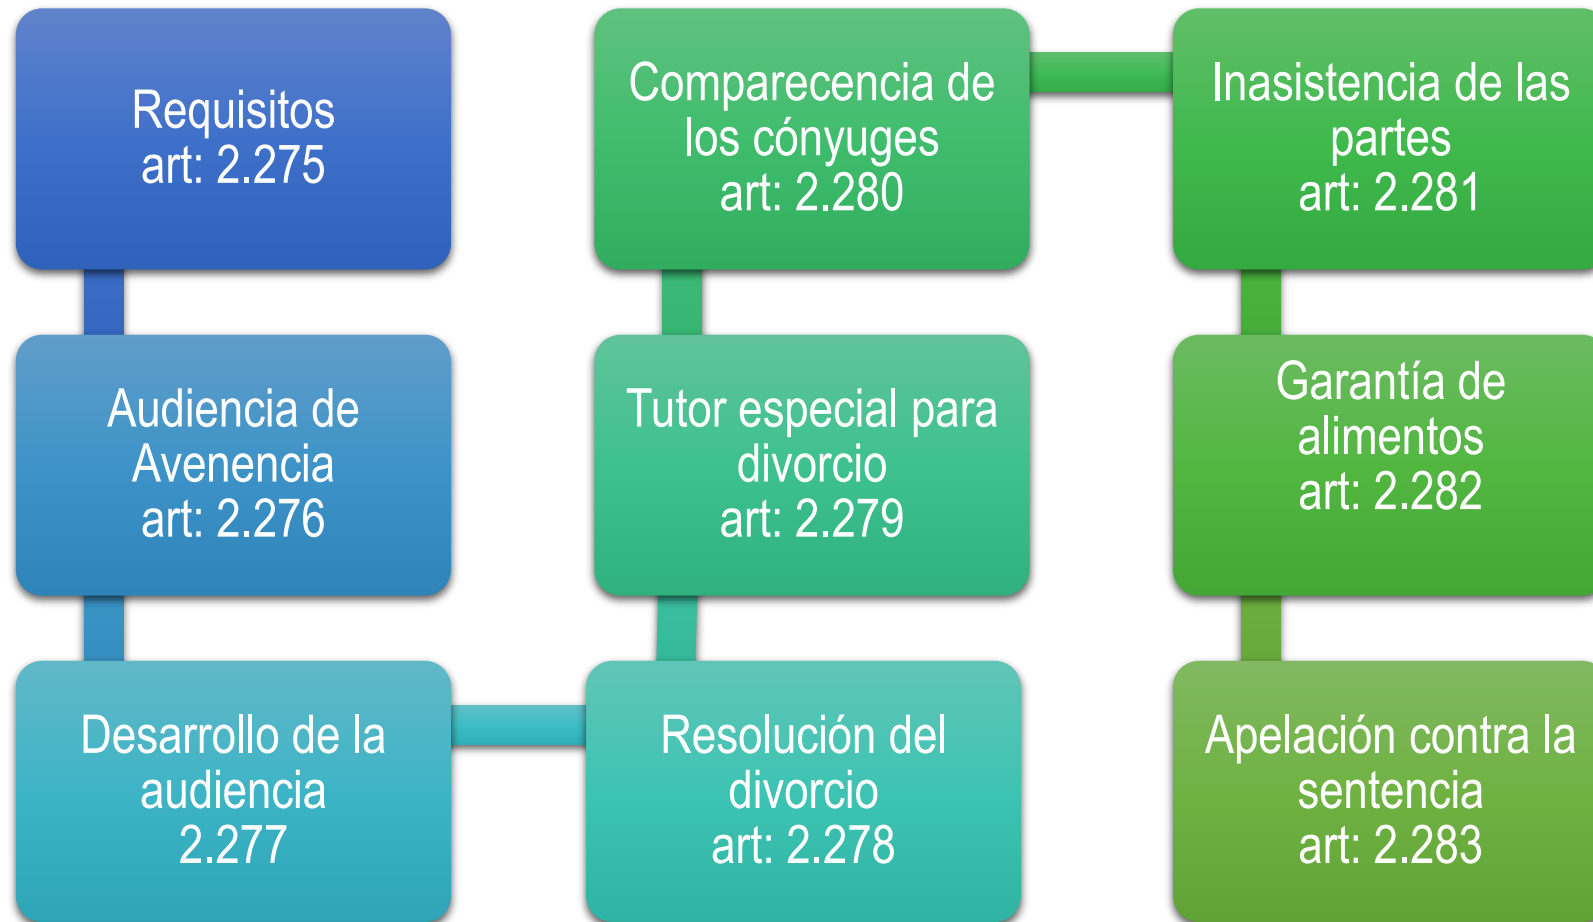 Requisitos
art: 2.275
Audiencia de
Avenencia
art: 2.276
Desarrollo de la
audiencia
2.277
Resolución del
divorcio
art: 2.278
Tutor especial para
divorcio
art: 2.279
Comparecencia de
los cónyuges
art: 2.280
Inasistencia de las
partes
art: 2.281
Garantía de
alimentos
art: 2.282
Apelación contra la
sentencia
art: 2.283